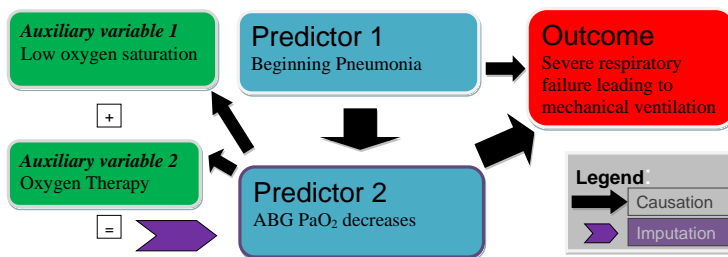 Auxiliary variable 1
Low oxygen saturation
+
Auxiliary variable 2
Oxygen Therapy
=
Predictor 1
Beginning Pneumonia
Predictor 2
ABG PaO₂ decreases
Outcome
Severe respiratory
failure leading to
mechanical ventilation
Legend:
Causation
Imputation